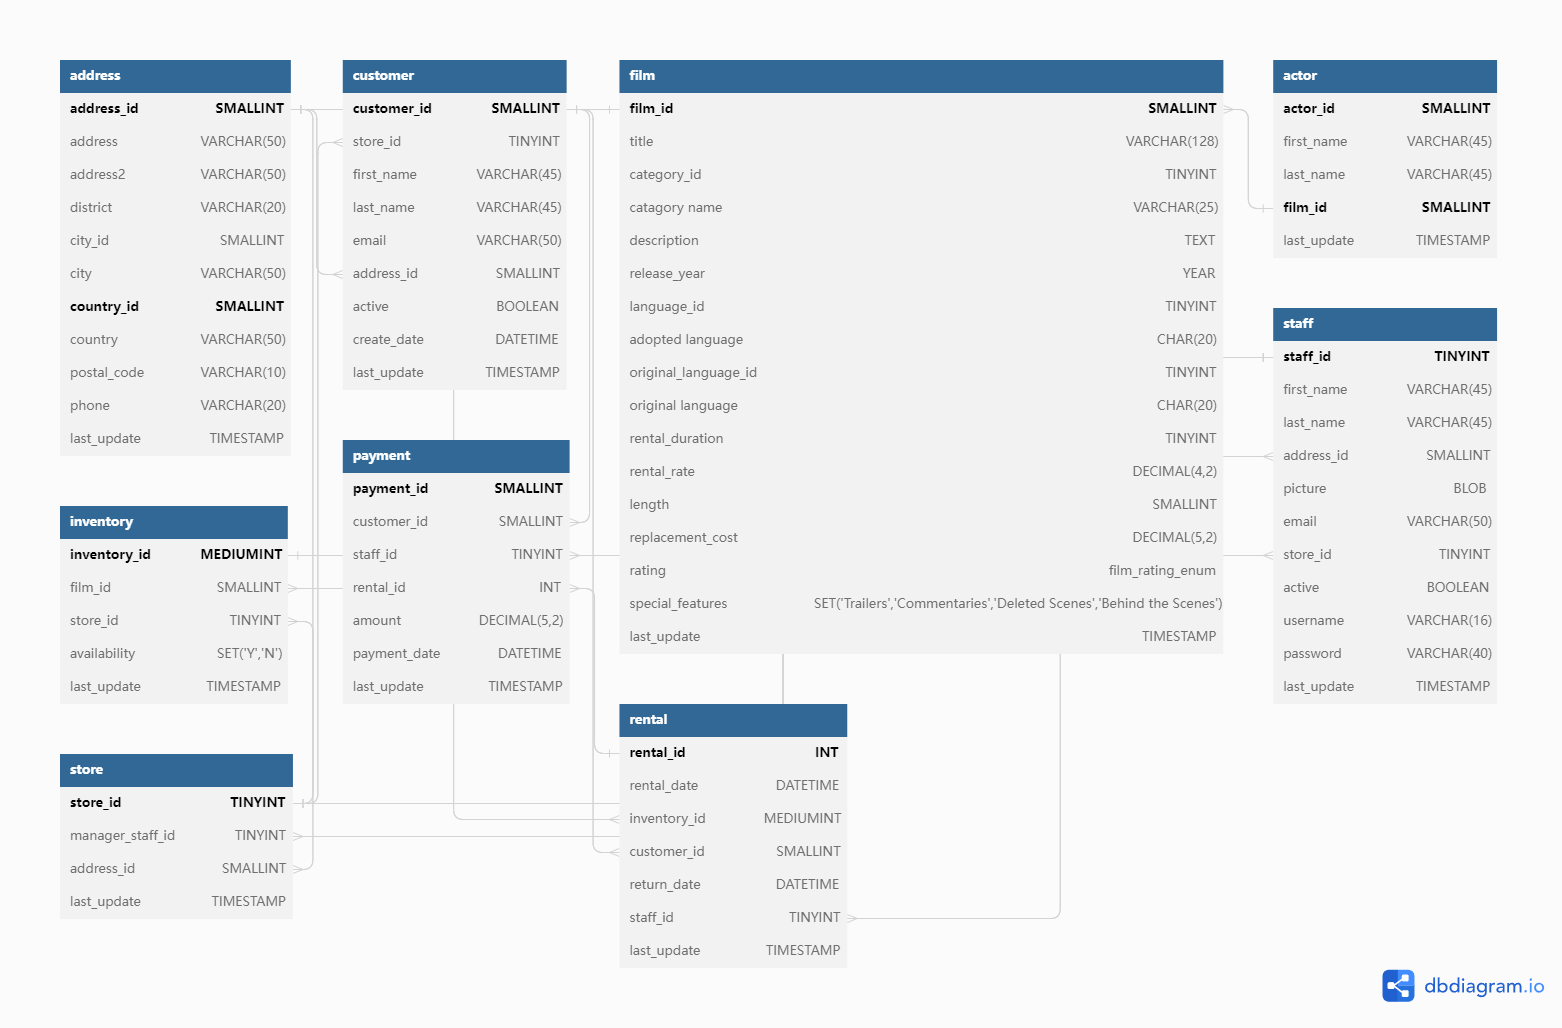 address
address_id SMALLINT
address VARCHAR(50)
address2 VARCHAR(50)
district VARCHAR(20)
city_id SMALLINT
city VARCHAR(50)
country_id SMALLINT
country VARCHAR(50)
postal_code VARCHAR(10)
phone VARCHAR(20)
last_update TIMESTAMP
inventory
inventory_id MEDIUMINT
film_id SMALLINT
store_id TINYINT
availability SET('Y','N')
last_update TIMESTAMP
store
store_id TINYINT
manager_staff_id TINYINT
address_id SMALLINT
last_update TIMESTAMP
customer
customer_id SMALLINT
store_id TINYINT
first_name VARCHAR(45)
last_name VARCHAR(45)
email VARCHAR(50)
address_id SMALLINT
active BOOLEAN
create_date DATETIME
last_update TIMESTAMP
payment
payment_id SMALLINT
customer_id SMALLINT
staff_id TINYINT
rental_id INT
amount DECIMAL(5,2)
payment_date DATETIME
last_update TIMESTAMP
film
film_id SMALLINT
title VARCHAR(128)
category_id TINYINT
catagory name VARCHAR(25)
description TEXT
release_year YEAR
language_id TINYINT
adopted language CHAR(20)
original_language_id TINYINT
original language CHAR(20)
rental_duration TINYINT
rental_rate DECIMAL(4,2)
length SMALLINT
replacement_cost DECIMAL(5,2)
rating film_rating_enum
special_features SET('Trailers','Commentaries','Deleted Scenes','Behind the Scenes')
last_update TIMESTAMP
rental
rental_id INT
rental_date DATETIME
inventory_id MEDIUMINT
customer_id SMALLINT
return_date DATETIME
staff_id TINYINT
last_update TIMESTAMP
actor
actor_id SMALLINT
first_name VARCHAR(45)
last_name VARCHAR(45)
film_id SMALLINT
last_update TIMESTAMP
staff
staff_id TINYINT
first_name VARCHAR(45)
last_name VARCHAR(45)
address_id SMALLINT
picture BLOB
email VARCHAR(50)
store_id TINYINT
active BOOLEAN
username VARCHAR(16)
password VARCHAR(40)
last_update TIMESTAMP
dbdiagram.io